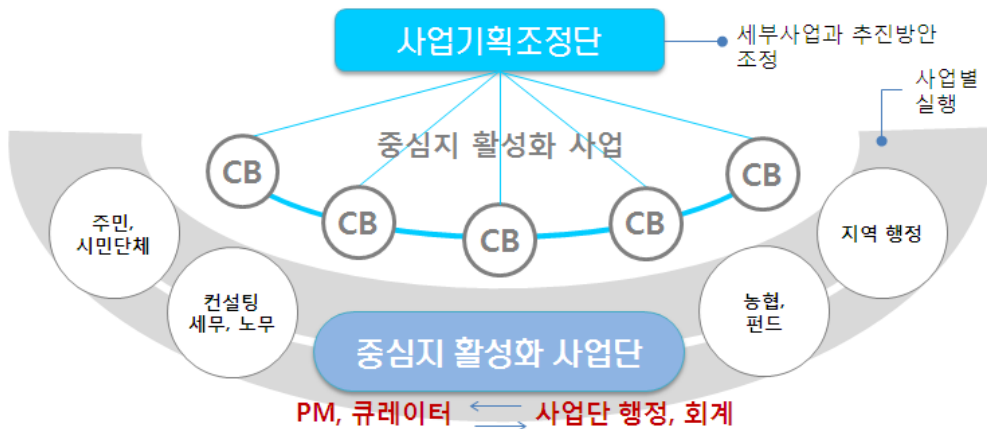 사업기획조정단
세부사업과 추진방안
조정
사업별
실행
중심지 활성화 사업
CB
CB
CB
CB
CB
주민,
시민단체
컨설팅
세무, 노무
농협,
펀드
지역 행정
중심지 활성화 사업단
PM, 큐레이터
사업단 행정, 회계